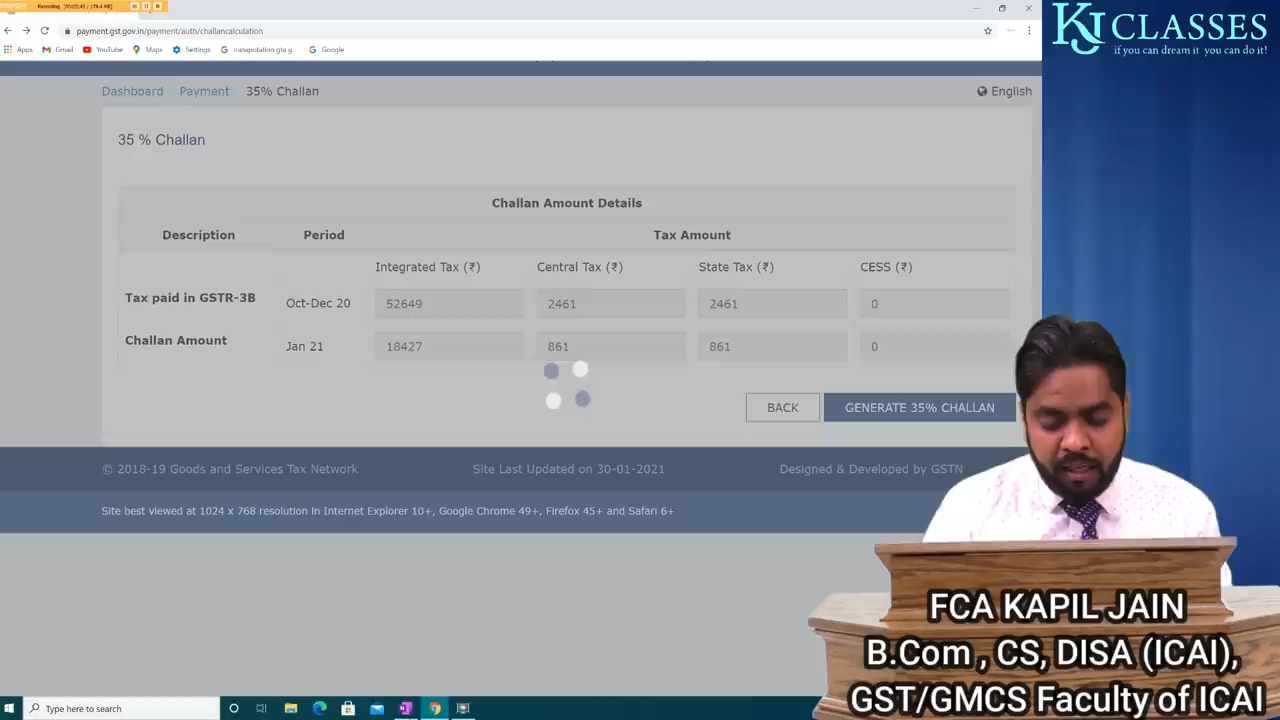 Recording
payment.gst.gov.in/payment/auth/challancalculation
Apps Gmail YouTube Maps Settings transpotation gta g.. Google
KJ CLASSES
if you can dream it you can do it!
Dashboard Payment 35% Challan English
35 % Challan
Challan Amount Details
Description Period Tax Amount
Integrated Tax (₹) Central Tax (₹) State Tax (₹) CESS (₹)
Tax paid in GSTR-3B Oct-Dec 20 52649 2461 2461 0
Challan Amount Jan 21 18427 861 861 0
BACK GENERATE 35% CHALLAN
© 2018-19 Goods and Services Tax Network Site Last Updated on 30-01-2021 Designed & Developed by GSTN
Site best viewed at 1024 x 768 resolution in Internet Explorer 10+, Google Chrome 49+, Firefox 45+ and Safari 6+
FCA KAPIL JAIN
B.Com , CS, DISA (ICAI),
GST/GMCS Faculty of ICAI
Type here to search